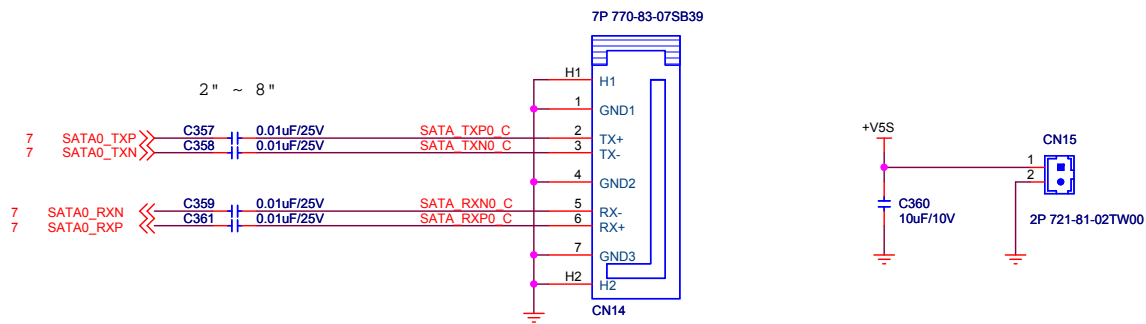 7P 770-83-07SB39
2" ~ 8"
H1 H1
1 GND1
7 SATA0_TXP C357 0.01uF/25V SATA_TXP0_C 2 TX+
7 SATA0_TXN C358 0.01uF/25V SATA_TXN0_C 3 TX-
4 GND2
7 SATA0_RXN C359 0.01uF/25V SATA_RXN0_C 5 RX-
7 SATA0_RXP C361 0.01uF/25V SATA_RXP0_C 6 RX+
7 GND3
H2 H2
CN14
+V5S
CN15
1
2
C360
10uF/10V
2P 721-81-02TW00